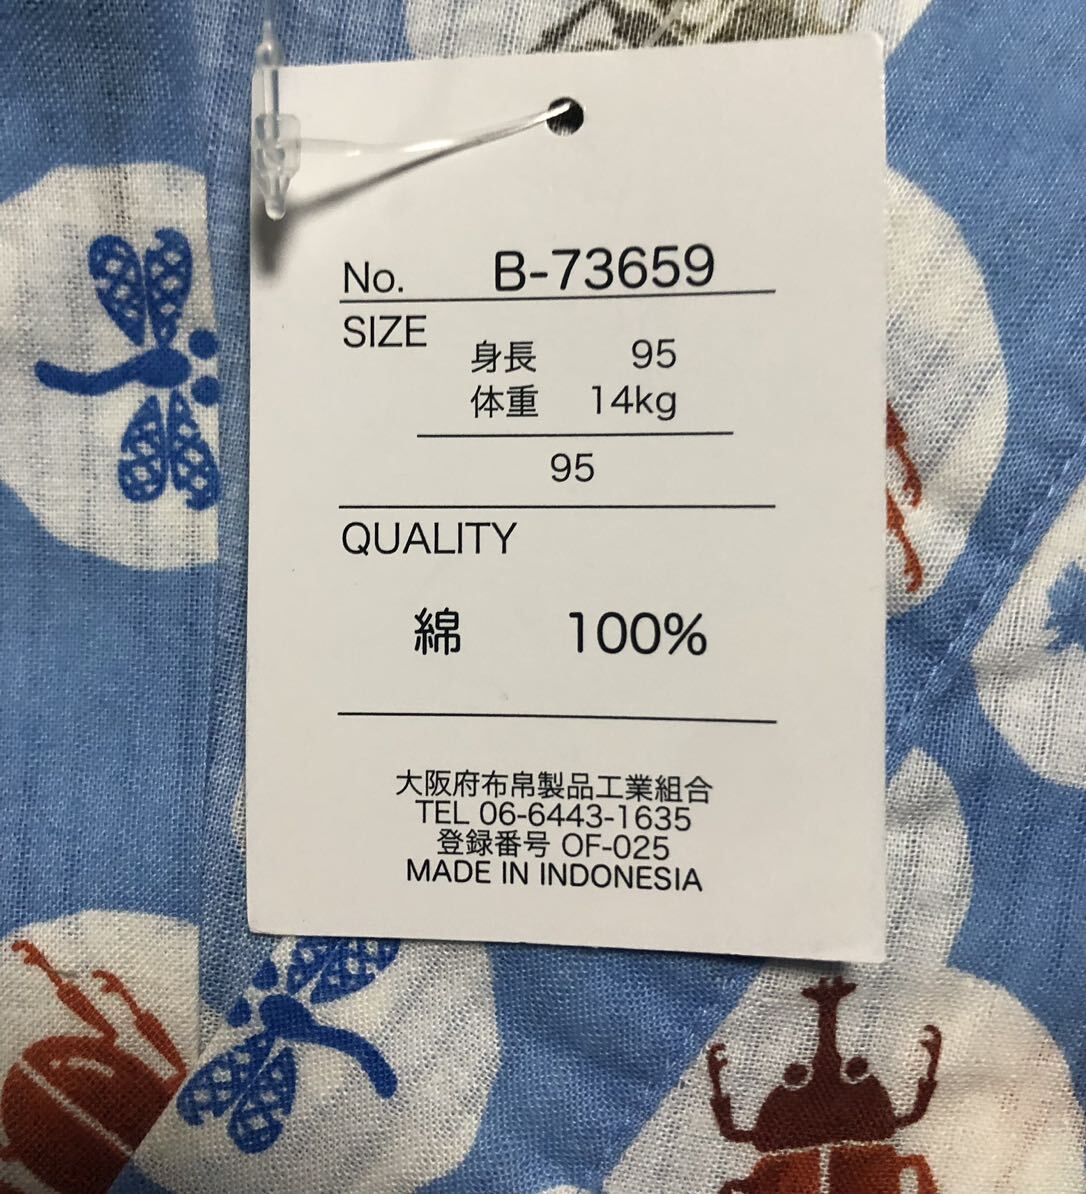 No. B-73659
SIZE
身長 95
体重 14kg
95
QUALITY
綿 100%
大阪府布帛製品工業組合
TEL 06-6443-1635
登録番号 OF-025
MADE IN INDONESIA